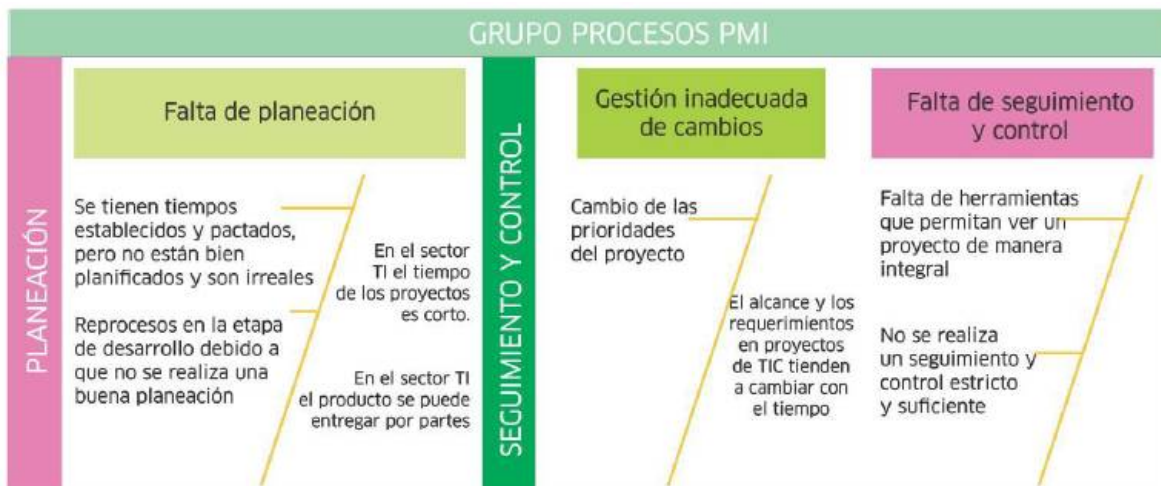 GRUPO PROCESOS PMI
PLANEACIÓN
Falta de planeación
Se tienen tiempos
establecidos y pactados,
pero no están bien
planificados y son irreales
Reprocesos en la etapa
de desarrollo debido a
que no se realiza una
buena planeación
En el sector
TI el tiempo
de los proyectos
es corto.
En el sector TI
el producto se puede
entregar por partes
SEGUIMIENTO Y CONTROL
Gestión inadecuada
de cambios
Cambio de las
prioridades
del proyecto
El alcance y los
requerimientos
en proyectos
de TIC tienden
a cambiar con
el tiempo
Falta de seguimiento
y control
Falta de herramientas
que permitan ver un
proyecto de manera
integral
No se realiza
un seguimiento y
control estricto
y suficiente